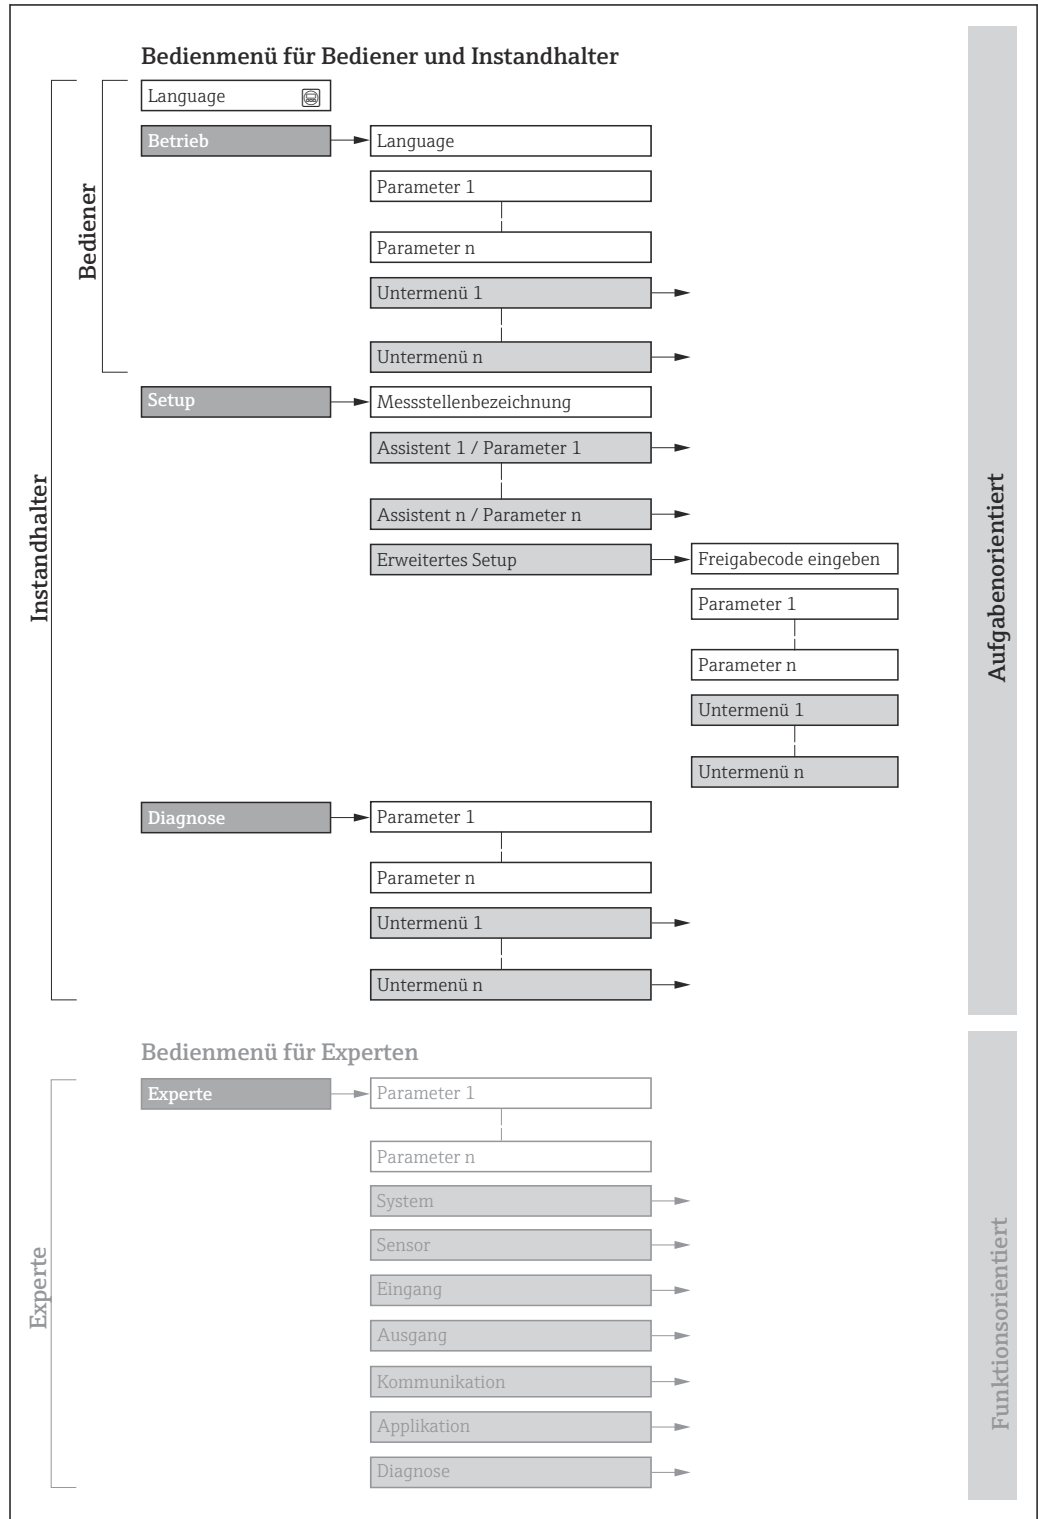 Bedienmenü für Bediener und Instandhalter
Language
Betrieb
Language
Parameter 1
Parameter n
Untermenü 1
Untermenü n
Bediener
Setup
Messstellenbezeichnung
Assistent 1 / Parameter 1
Assistent n / Parameter n
Erweitertes Setup
Freigabecode eingeben
Parameter 1
Parameter n
Untermenü 1
Untermenü n
Instandhalter
Aufgabenorientiert
Diagnose
Parameter 1
Parameter n
Untermenü 1
Untermenü n
Bedienmenü für Experten
Experte
Parameter 1
Parameter n
System
Sensor
Eingang
Ausgang
Kommunikation
Applikation
Diagnose
Experte
Funktionsorientiert